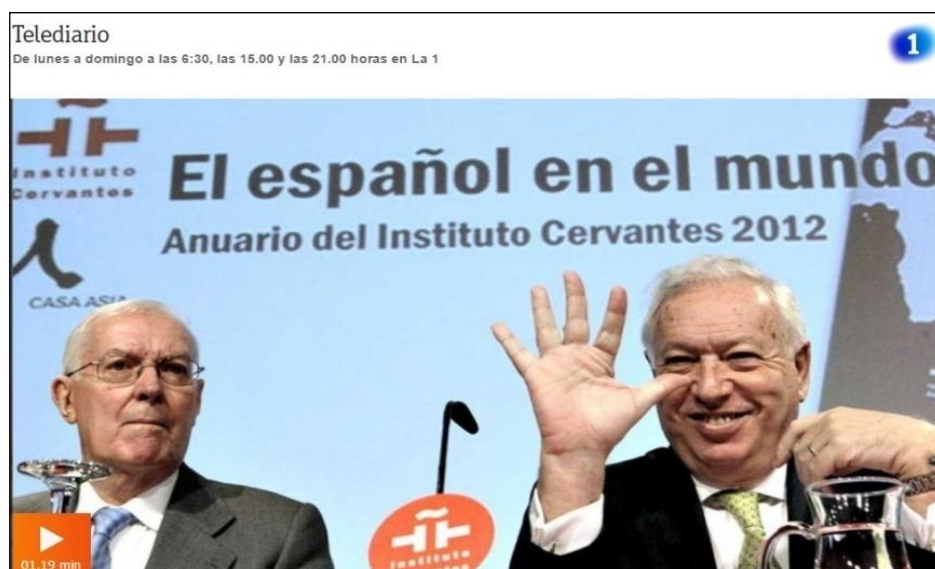 Telediario
De lunes a domingo a las 6:30, las 15.00 y las 21.00 horas en La 1
1
Instituto
Cervantes
El español en el mundo
Anuario del Instituto Cervantes 2012
CASA ASIA
Instituto
01.19 min